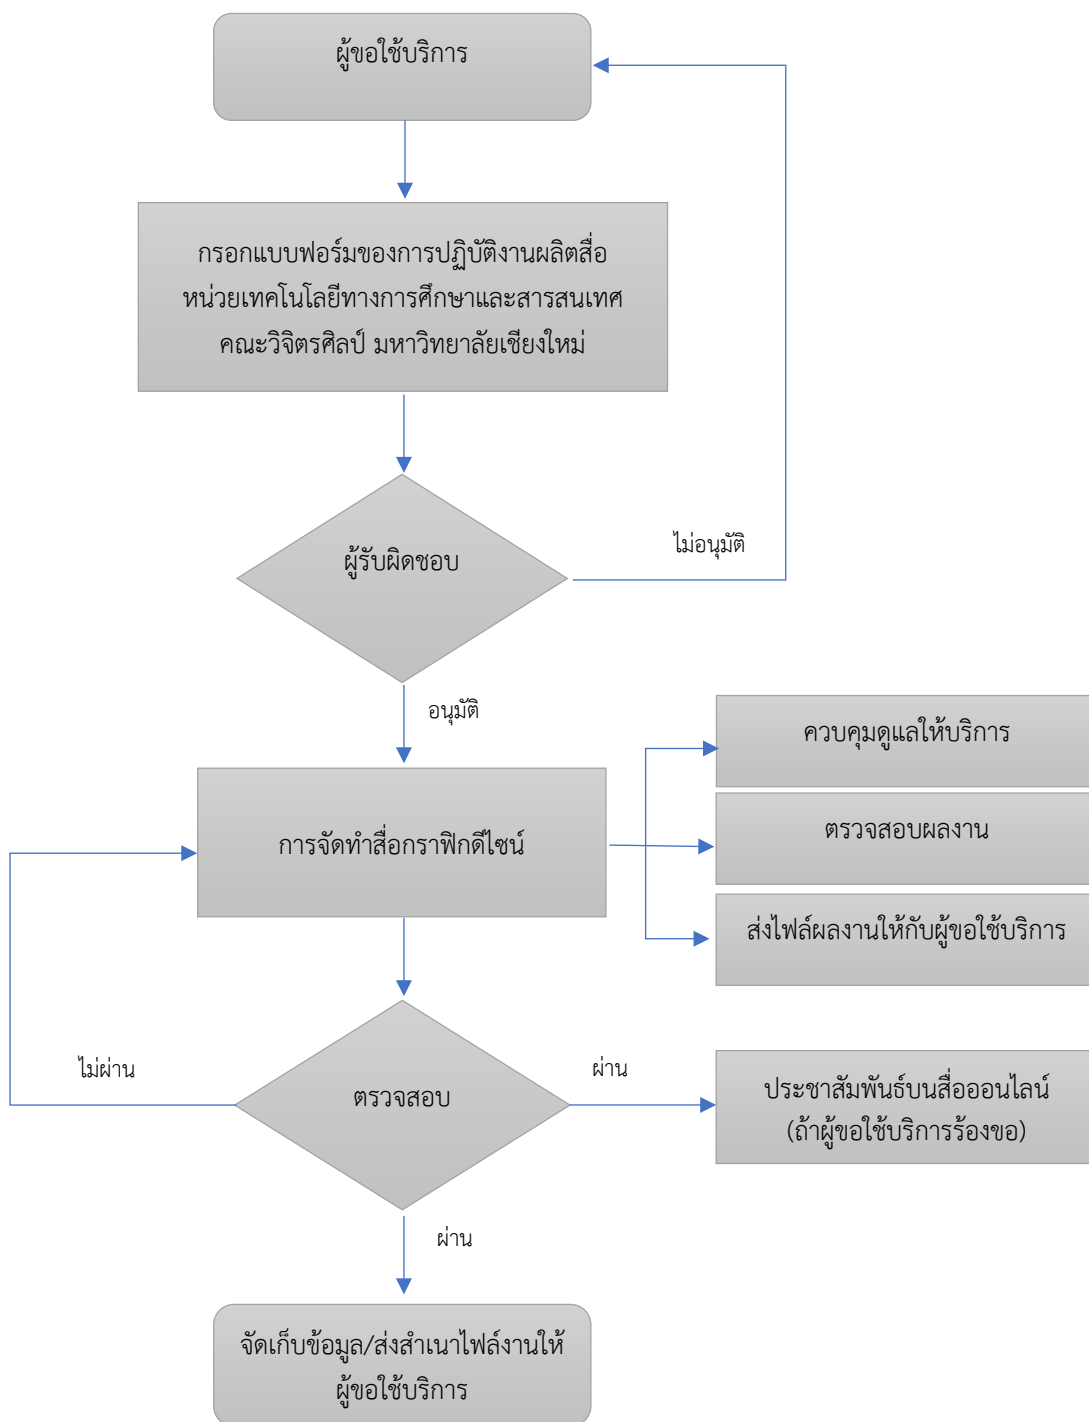 ผู้ขอใช้บริการ
กรอกแบบฟอร์มของการปฏิบัติงานผลิตสื่อ
หน่วยเทคโนโลยีทางการศึกษาและสารสนเทศ
คณะวิจิตรศิลป์ มหาวิทยาลัยเชียงใหม่
ผู้รับผิดชอบ
ไม่อนุมัติ
อนุมัติ
การจัดทำสื่อกราฟิกดีไซน์
ควบคุมดูแลให้บริการ
ตรวจสอบผลงาน
ส่งไฟล์ผลงานให้กับผู้ขอใช้บริการ
ไม่ผ่าน
ตรวจสอบ
ผ่าน
ประชาสัมพันธ์บนสื่อออนไลน์
(ถ้าผู้ขอใช้บริการร้องขอ)
ผ่าน
จัดเก็บข้อมูล/ส่งสำเนาไฟล์งานให้
ผู้ขอใช้บริการ